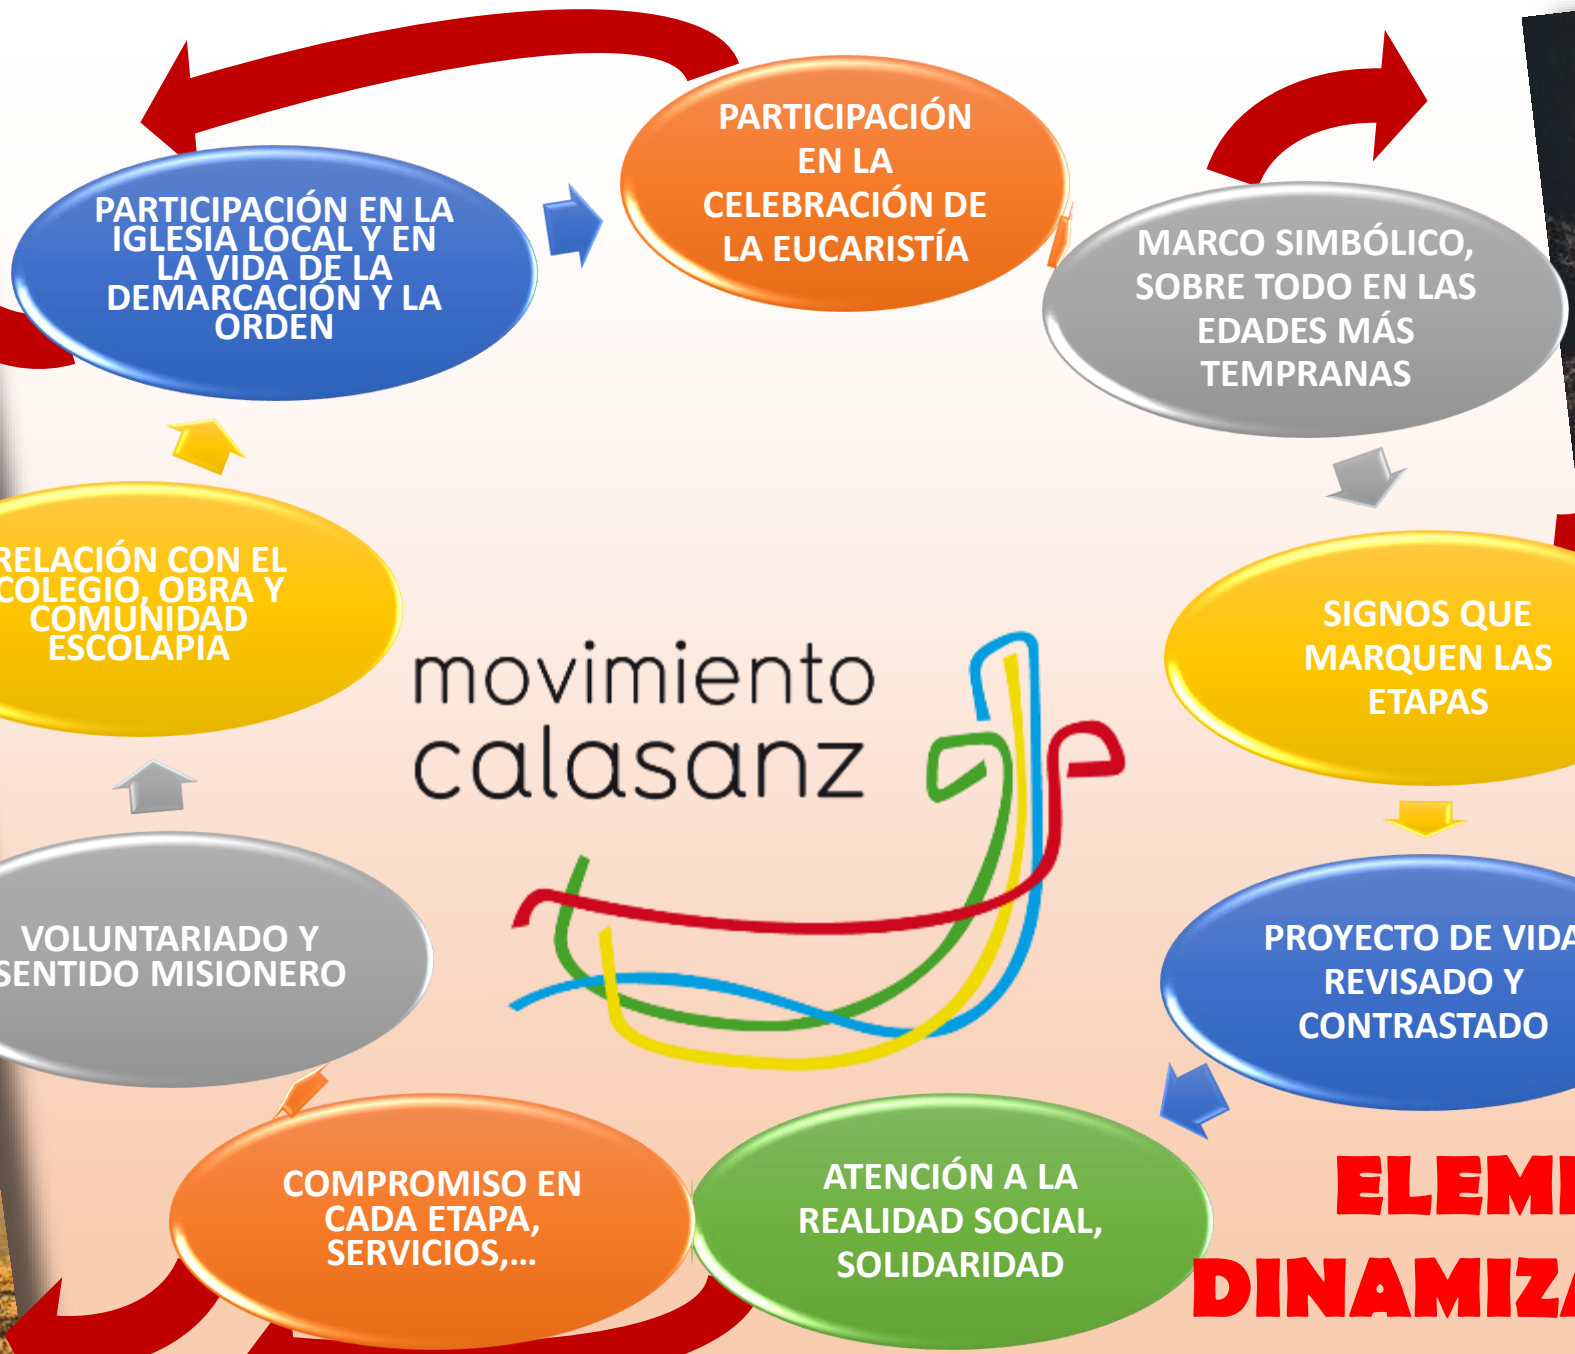 PARTICIPACIÓN
EN LA
CELEBRACIÓN DE
LA EUCARISTÍA
MARCO SIMBÓLICO,
SOBRE TODO EN LAS
EDADES MÁS
TEMPRANAS
SIGNOS QUE
MARQUEN LAS
ETAPAS
PROYECTO DE VIDA
REVISADO Y
CONTRASTADO
ATENCIÓN A LA
REALIDAD SOCIAL,
SOLIDARIDAD
COMPROMISO EN
CADA ETAPA,
SERVICIOS,...
VOLUNTARIADO Y
SENTIDO MISIONERO
RELACIÓN CON EL
COLEGIO, OBRA Y
COMUNIDAD
ESCOLAPIA
PARTICIPACIÓN EN LA
IGLESIA LOCAL Y EN
LA VIDA DE LA
DEMARCACIÓN Y LA
ORDEN
movimiento
calasanz